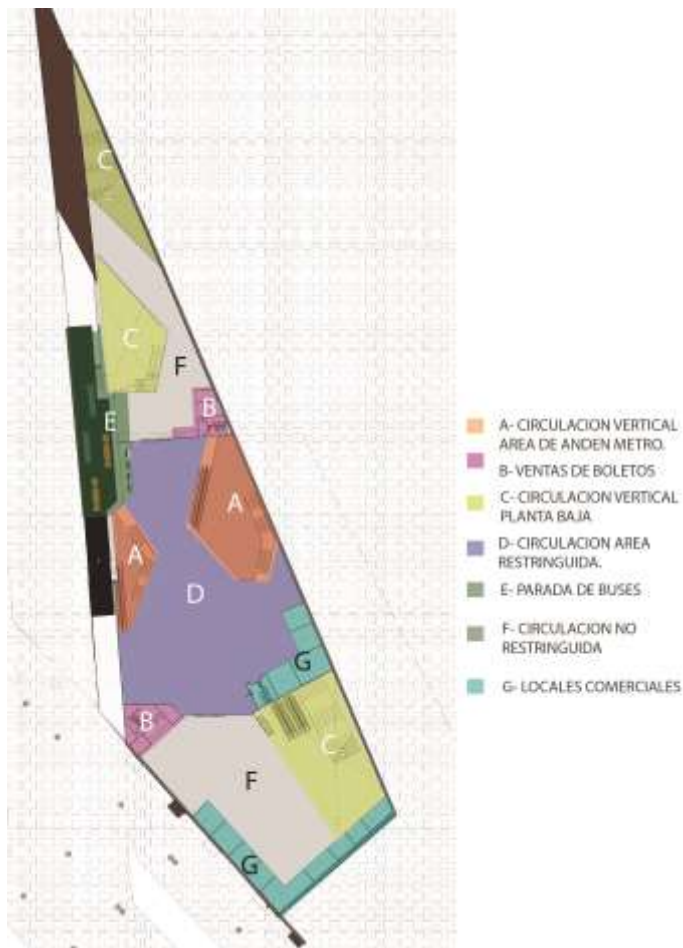 C
C
F
B
E
A
A
D
G
B
C
F
G
A- CIRCULACION VERTICAL
AREA DE ANDEN METRO.
B- VENTAS DE BOLETOS
C- CIRCULACION VERTICAL
PLANTA BAJA
D- CIRCULACION AREA
RESTRINGUIDA.
E- PARADA DE BUSES
F- CIRCULACION NO
RESTRINGUIDA
G- LOCALES COMERCIALES